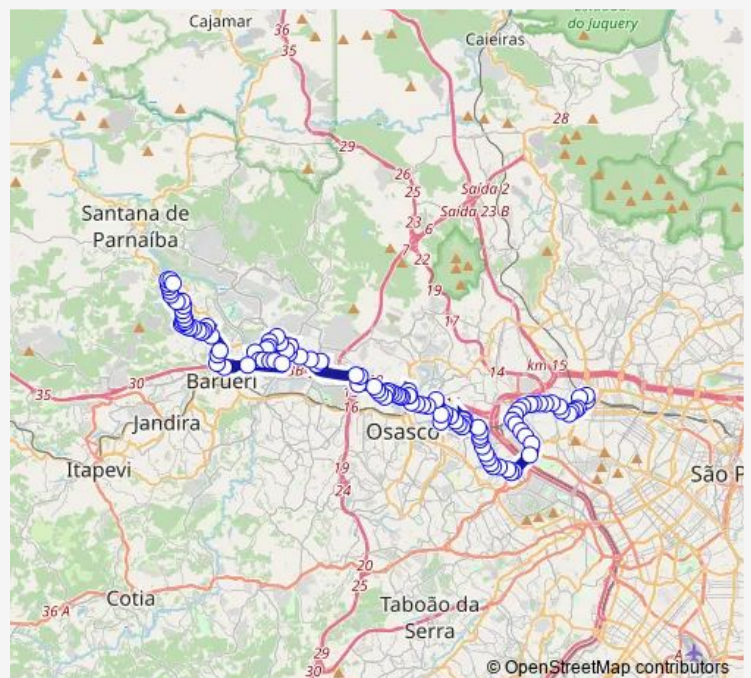 Cajamar
36
35
Caieiras
do Juquery
28
29
26
25
Saída 2
Saída 23 B
23
6
7
22
Santana de
Parnaíba
19
17
km 15
14
30
35
Barueri
16
Jandira
Osasco
Itapevi
19
24
São P
20
25
Cotia
36 A
Taboão da
Serra
29
30
A
© OpenStreetMap contributors